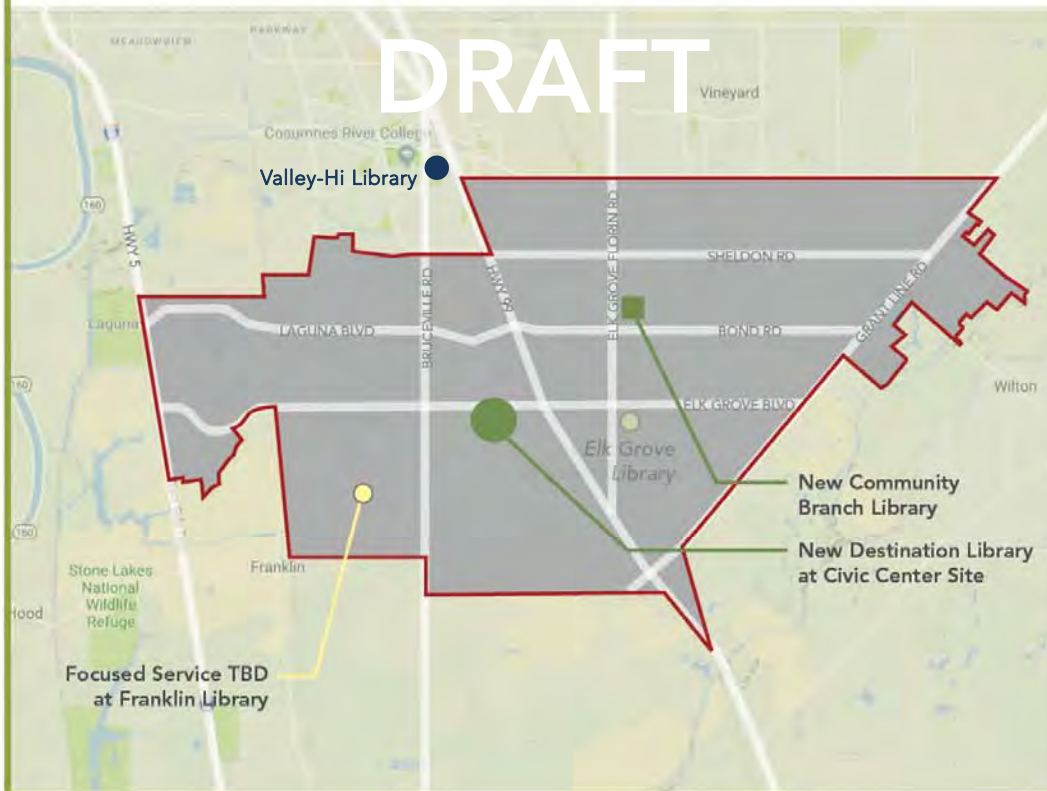 DRAFT
MEADOWVIEW
PARKWAY
Vineyard
Cosumnes River College
Valley-Hi Library
160
HWY 5
ELK GROVE FLORIN RD
SHELDON RD
HWY 99
BRUCEVILLE RD
GRANT LINE RD
Laguna
LAGUNA BLVD
BOND RD
160
Wilton
ELK GROVE BLVD
Elk Grove
Library
New Community
Branch Library
160
New Destination Library
at Civic Center Site
Franklin
Stone Lakes
National
Wildlife
Refuge
Hood
Focused Service TBD
at Franklin Library